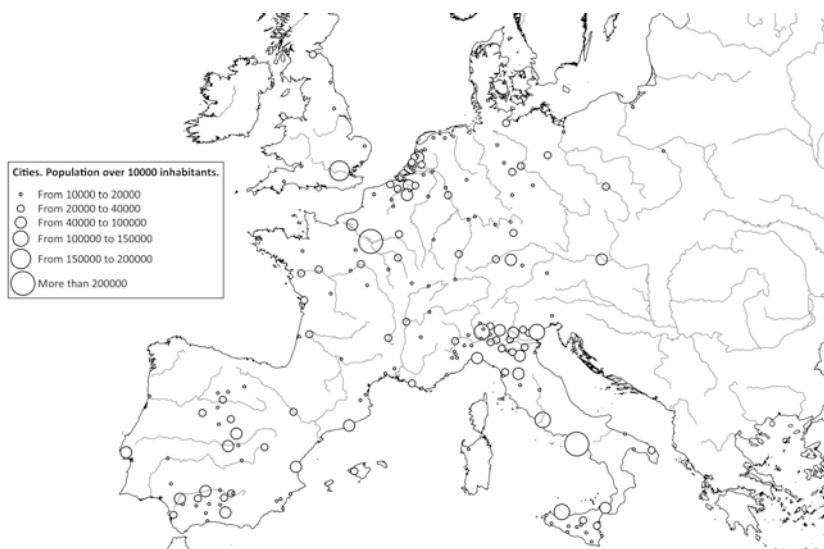 Cities. Population over 10000 inhabitants.
From 10000 to 20000
From 20000 to 40000
From 40000 to 100000
From 100000 to 150000
From 150000 to 200000
More than 200000